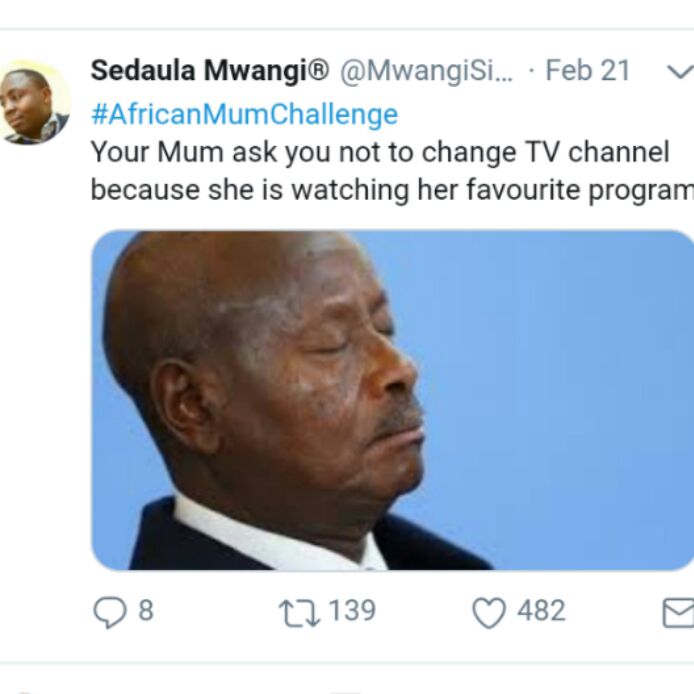 Sedaula Mwangi® @MwangiSi... · Feb 21
#AfricanMumChallenge
Your Mum ask you not to change TV channel
because she is watching her favourite program
8 139 482